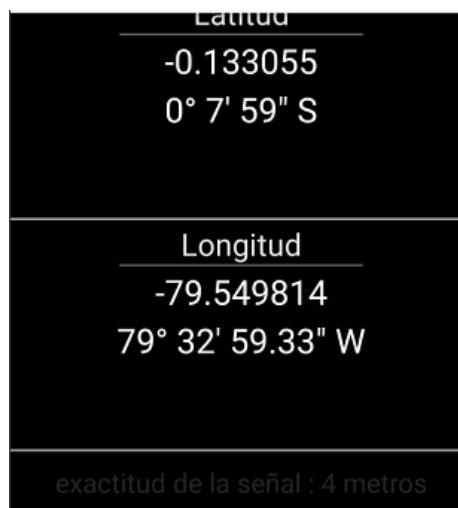 Latitud
-0.133055
0° 7' 59" S
Longitud
-79.549814
79° 32' 59.33" W
exactitud de la señal : 4 metros